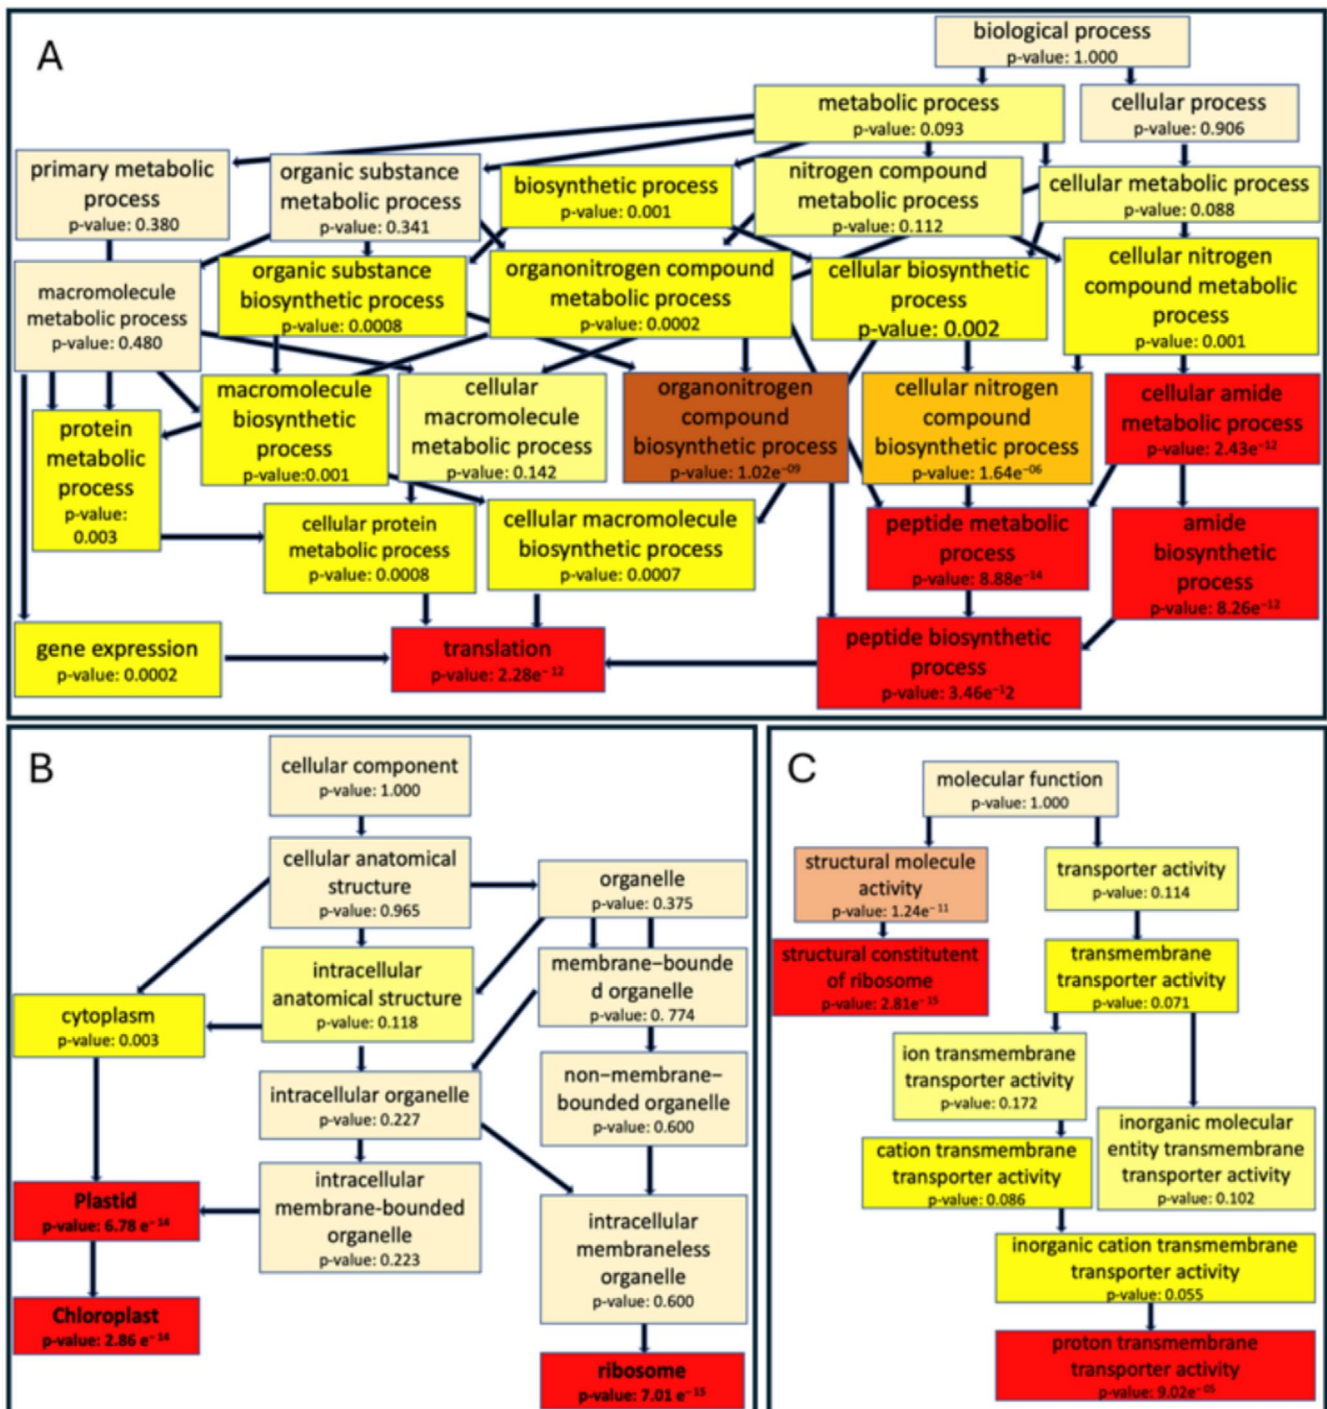 A
biological process
p-value: 1.000
metabolic process
p-value: 0.093
cellular process
p-value: 0.906
primary metabolic
process
p-value: 0.380
organic substance
metabolic process
p-value: 0.341
biosynthetic process
p-value: 0.001
nitrogen compound
metabolic process
p-value: 0.112
cellular metabolic process
p-value: 0.088
macromolecule
metabolic process
p-value: 0.480
organic substance
biosynthetic process
p-value: 0.0008
organonitrogen compound
metabolic process
p-value: 0.0002
cellular biosynthetic
process
p-value: 0.002
cellular nitrogen
compound metabolic
process
p-value: 0.001
protein
metabolic
process
p-value:
0.003
macromolecule
biosynthetic
process
p-value:0.001
cellular
macromolecule
metabolic process
p-value: 0.142
organonitrogen
compound
biosynthetic process
p-value: 1.02e⁻⁰⁹
cellular nitrogen
compound
biosynthetic process
p-value: 1.64e⁻⁰⁶
cellular amide
metabolic process
p-value: 2.43e⁻¹²
cellular protein
metabolic process
p-value: 0.0008
cellular macromolecule
biosynthetic process
p-value: 0.0007
peptide metabolic
process
p-value: 8.88e⁻¹⁴
amide
biosynthetic
process
p-value: 8.26e⁻¹²
gene expression
p-value: 0.0002
translation
p-value: 2.28e⁻¹²
peptide biosynthetic
process
p-value: 3.46e⁻¹2
B
cellular component
p-value: 1.000
cellular anatomical
structure
p-value: 0.965
organelle
p-value: 0.375
intracellular
anatomical structure
p-value: 0.118
membrane–bounde
d organelle
p-value: 0. 774
cytoplasm
p-value: 0.003
intracellular organelle
p-value: 0.227
non–membrane–
bounded organelle
p-value: 0.600
intracellular
membrane-bounded
organelle
p-value: 0.223
Plastid
p-value: 6.78 e⁻¹⁴
intracellular
membraneless
organelle
p-value: 0.600
Chloroplast
p-value: 2.86 e⁻¹⁴
ribosome
p-value: 7.01 e⁻¹⁵
C
molecular function
p-value: 1.000
structural molecule
activity
p-value: 1.24e⁻¹¹
transporter activity
p-value: 0.114
structural constitutent
of ribosome
p-value: 2.81e⁻¹⁵
transmembrane
transporter activity
p-value: 0.071
ion transmembrane
transporter activity
p-value: 0.172
inorganic molecular
entity transmembrane
transporter activity
p-value: 0.102
cation transmembrane
transporter activity
p-value: 0.086
inorganic cation transmembrane
transporter activity
p-value: 0.055
proton transmembrane
transporter activity
p-value: 9.02e⁻⁰⁵